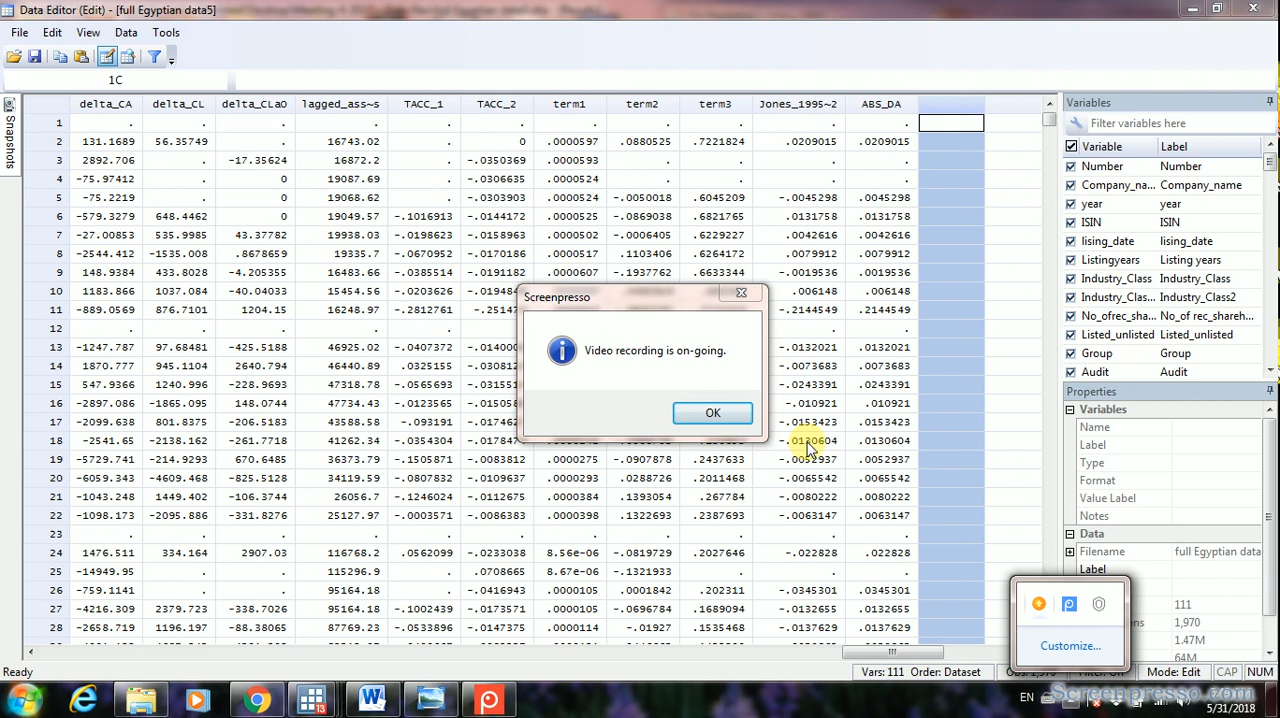 Data Editor (Edit) - [full Egyptian data5]
File Edit View Data Tools
1C
Snapshots
delta_CA delta_CL delta_CLaO lagged_ass~s TACC_1 TACC_2 term1 term2 term3 Jones_1995~2 ABS_DA
1 . . . . . . . . . . .
2 131.1689 56.35749 . 16743.02 . 0 .0000597 .0880525 .7221824 .0209015 .0209015
3 2892.706 . -17.35624 16872.2 . -.0350369 .0000593 . . . .
4 -75.97412 . 0 19087.69 . -.0306635 .0000524 . . . .
5 -75.2219 . 0 19068.62 . -.0303903 .0000524 -.0050018 .6045209 -.0045298 .0045298
6 -579.3279 648.4462 0 19049.57 -.1016913 -.0144172 .0000525 -.0869038 .6821765 .0131758 .0131758
7 -27.00853 535.9985 43.37782 19938.93 -.0198623 -.0158963 .0000502 -.0006405 .6229227 .0042616 .0042616
8 -2544.412 -1535.008 .8678659 19335.7 -.0670952 -.0170186 .0000517 .1103406 .6264172 .0079912 .0079912
9 148.9384 433.8028 -4.205355 16483.66 -.0385514 -.0191182 .0000607 -.1937762 .6633344 -.0019536 .0019536
10 1183.866 1037.084 -40.04033 15454.56 -.0203626 .006148 .006148
11 -889.0569 876.7101 1204.15 16248.97 -.2812761 -.2144549 .2144549
12 . . . . . . .
13 -1247.787 97.68481 -425.5188 46925.02 -.0407372 -.0132021 .0132021
14 1870.777 945.1104 2640.794 46440.89 .0325155 -.0073683 .0073683
15 547.9366 1240.996 -228.9693 47318.78 -.0565693 -.0243391 .0243391
16 -2897.086 -1865.095 148.0744 47734.43 -.0123565 -.010921 .010921
17 -2099.638 801.8375 -206.5183 43588.98 -.093191 -.0153423 .0153423
18 -2541.65 -2138.162 -261.7718 41262.34 -.0354304 -.0130604 .0130604
19 -5729.741 -214.9293 670.6485 36373.79 -.1505871 -.0083812 .0000275 -.0907878 .2437633 -.0052937 .0052937
20 -6059.343 -4609.468 -825.5128 34119.59 -.0807832 -.0109637 .0000293 .0288726 .2011468 -.0065542 .0065542
21 -1043.248 1449.402 -106.3744 26056.7 -.1246024 -.0112675 .0000384 .1393054 .267784 -.0080222 .0080222
22 -1098.173 -2095.886 -331.8276 25127.97 -.0003571 -.0086383 .0000398 .1322693 .2387693 -.0063147 .0063147
23 . . . . . . . . . . .
24 1476.511 334.164 2907.03 116768.2 .0562099 -.0233038 8.56e-06 -.0819729 .2027646 -.022828 .022828
25 -14949.95 . . 115296.9 . .0708665 8.67e-06 -.1321933 . . .
26 -759.1141 . . 95164.18 . -.0416943 .0000105 .0001842 .202311 -.0345301 .0345301
27 -4216.309 2379.723 -338.7026 95164.18 -.1002439 -.0173571 .0000105 -.0696784 .1689094 -.0132655 .0132655
28 -2658.719 1196.197 -88.38065 87769.33 -.0533896 -.0147375 .0000114 -.01927 .1535468 -.0137629 .0137629
Screenpresso
Video recording is on-going.
OK
Variables
Filter variables here
Variable Label
Number Number
Company_na... Company_name
year year
ISIN ISIN
lising_date lising_date
Listingyears Listing years
Industry_Class Industry_Class
Industry_Clas... Industry_Class2
No_ofrec_sha... No_of rec_shareh...
Listed_unlisted Listed_unlisted
Group Group
Audit Audit
Properties
Variables
Name
Label
Type
Format
Value Label
Notes
Data
Filename full Egyptian data
Label
111
1,970
1.47M
64M
Customize...
Ready
Vars: 111 Order: Dataset
Mode: Edit CAP NUM
13
EN
Screenpresso.com
5/31/2018